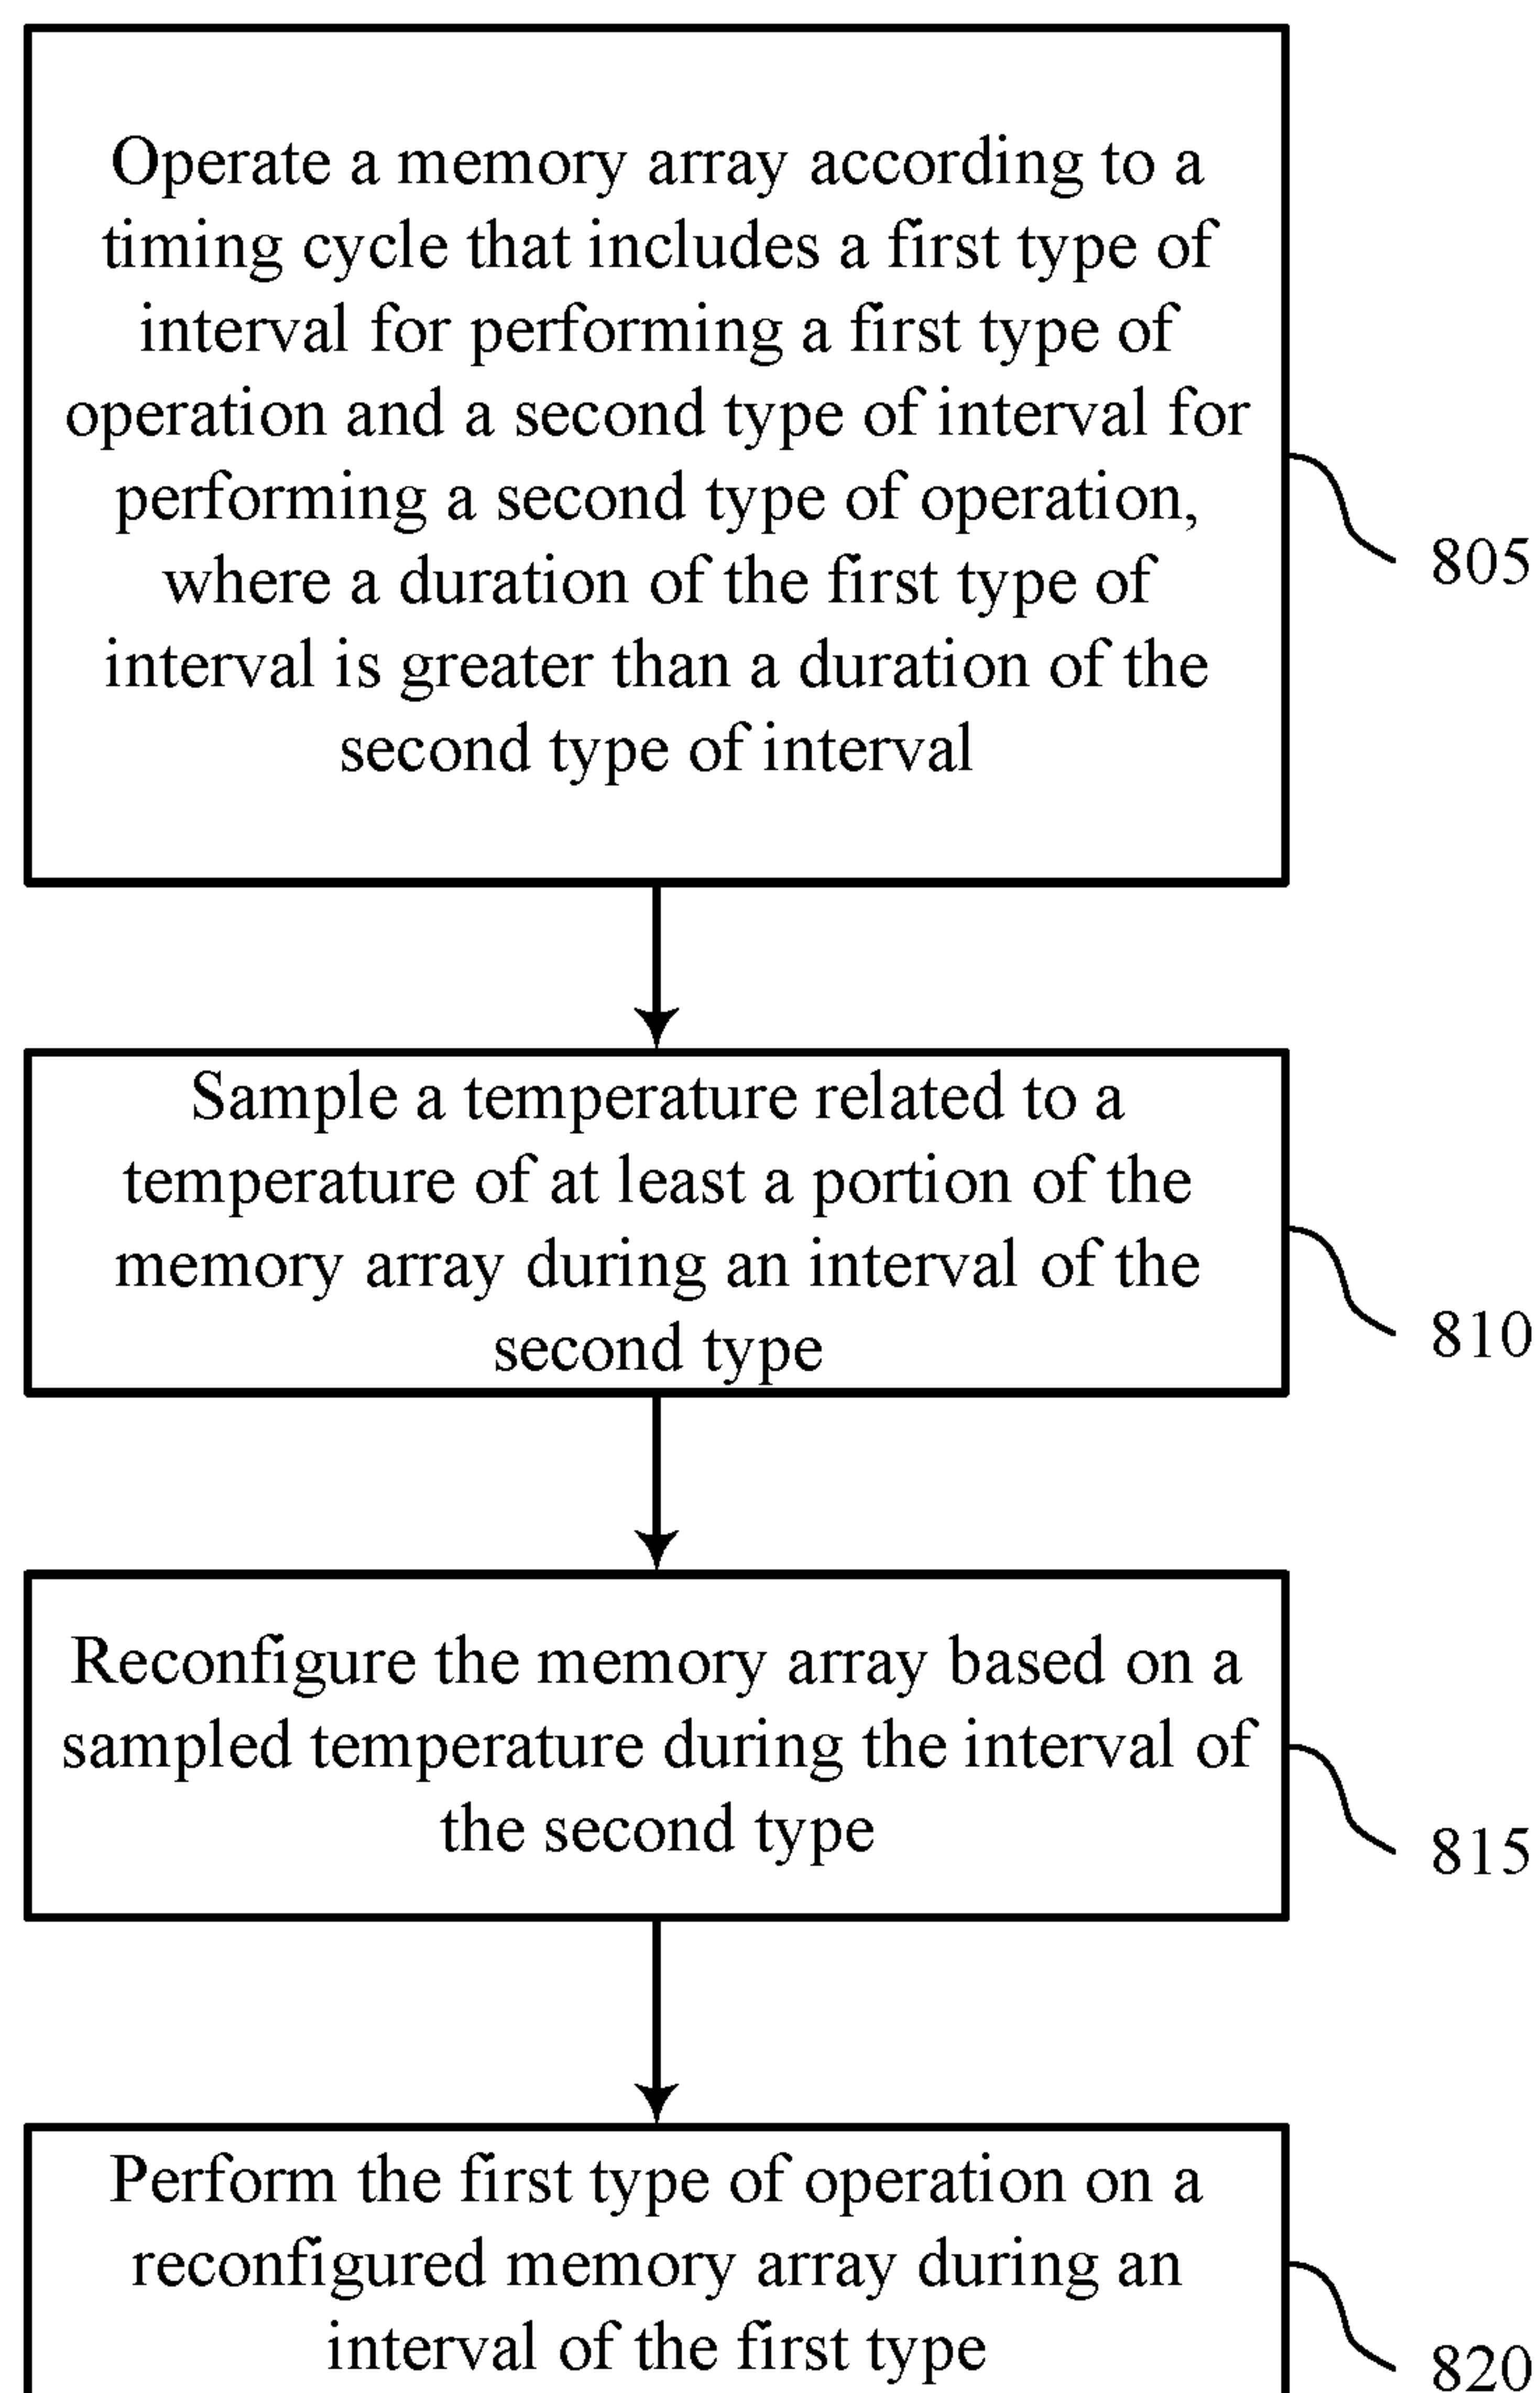 Operate a memory array according to a
timing cycle that includes a first type of
interval for performing a first type of
operation and a second type of interval for
performing a second type of operation,
where a duration of the first type of
interval is greater than a duration of the
second type of interval
805
Sample a temperature related to a
temperature of at least a portion of the
memory array during an interval of the
second type
810
Reconfigure the memory array based on a
sampled temperature during the interval of
the second type
815
Perform the first type of operation on a
reconfigured memory array during an
interval of the first type
820